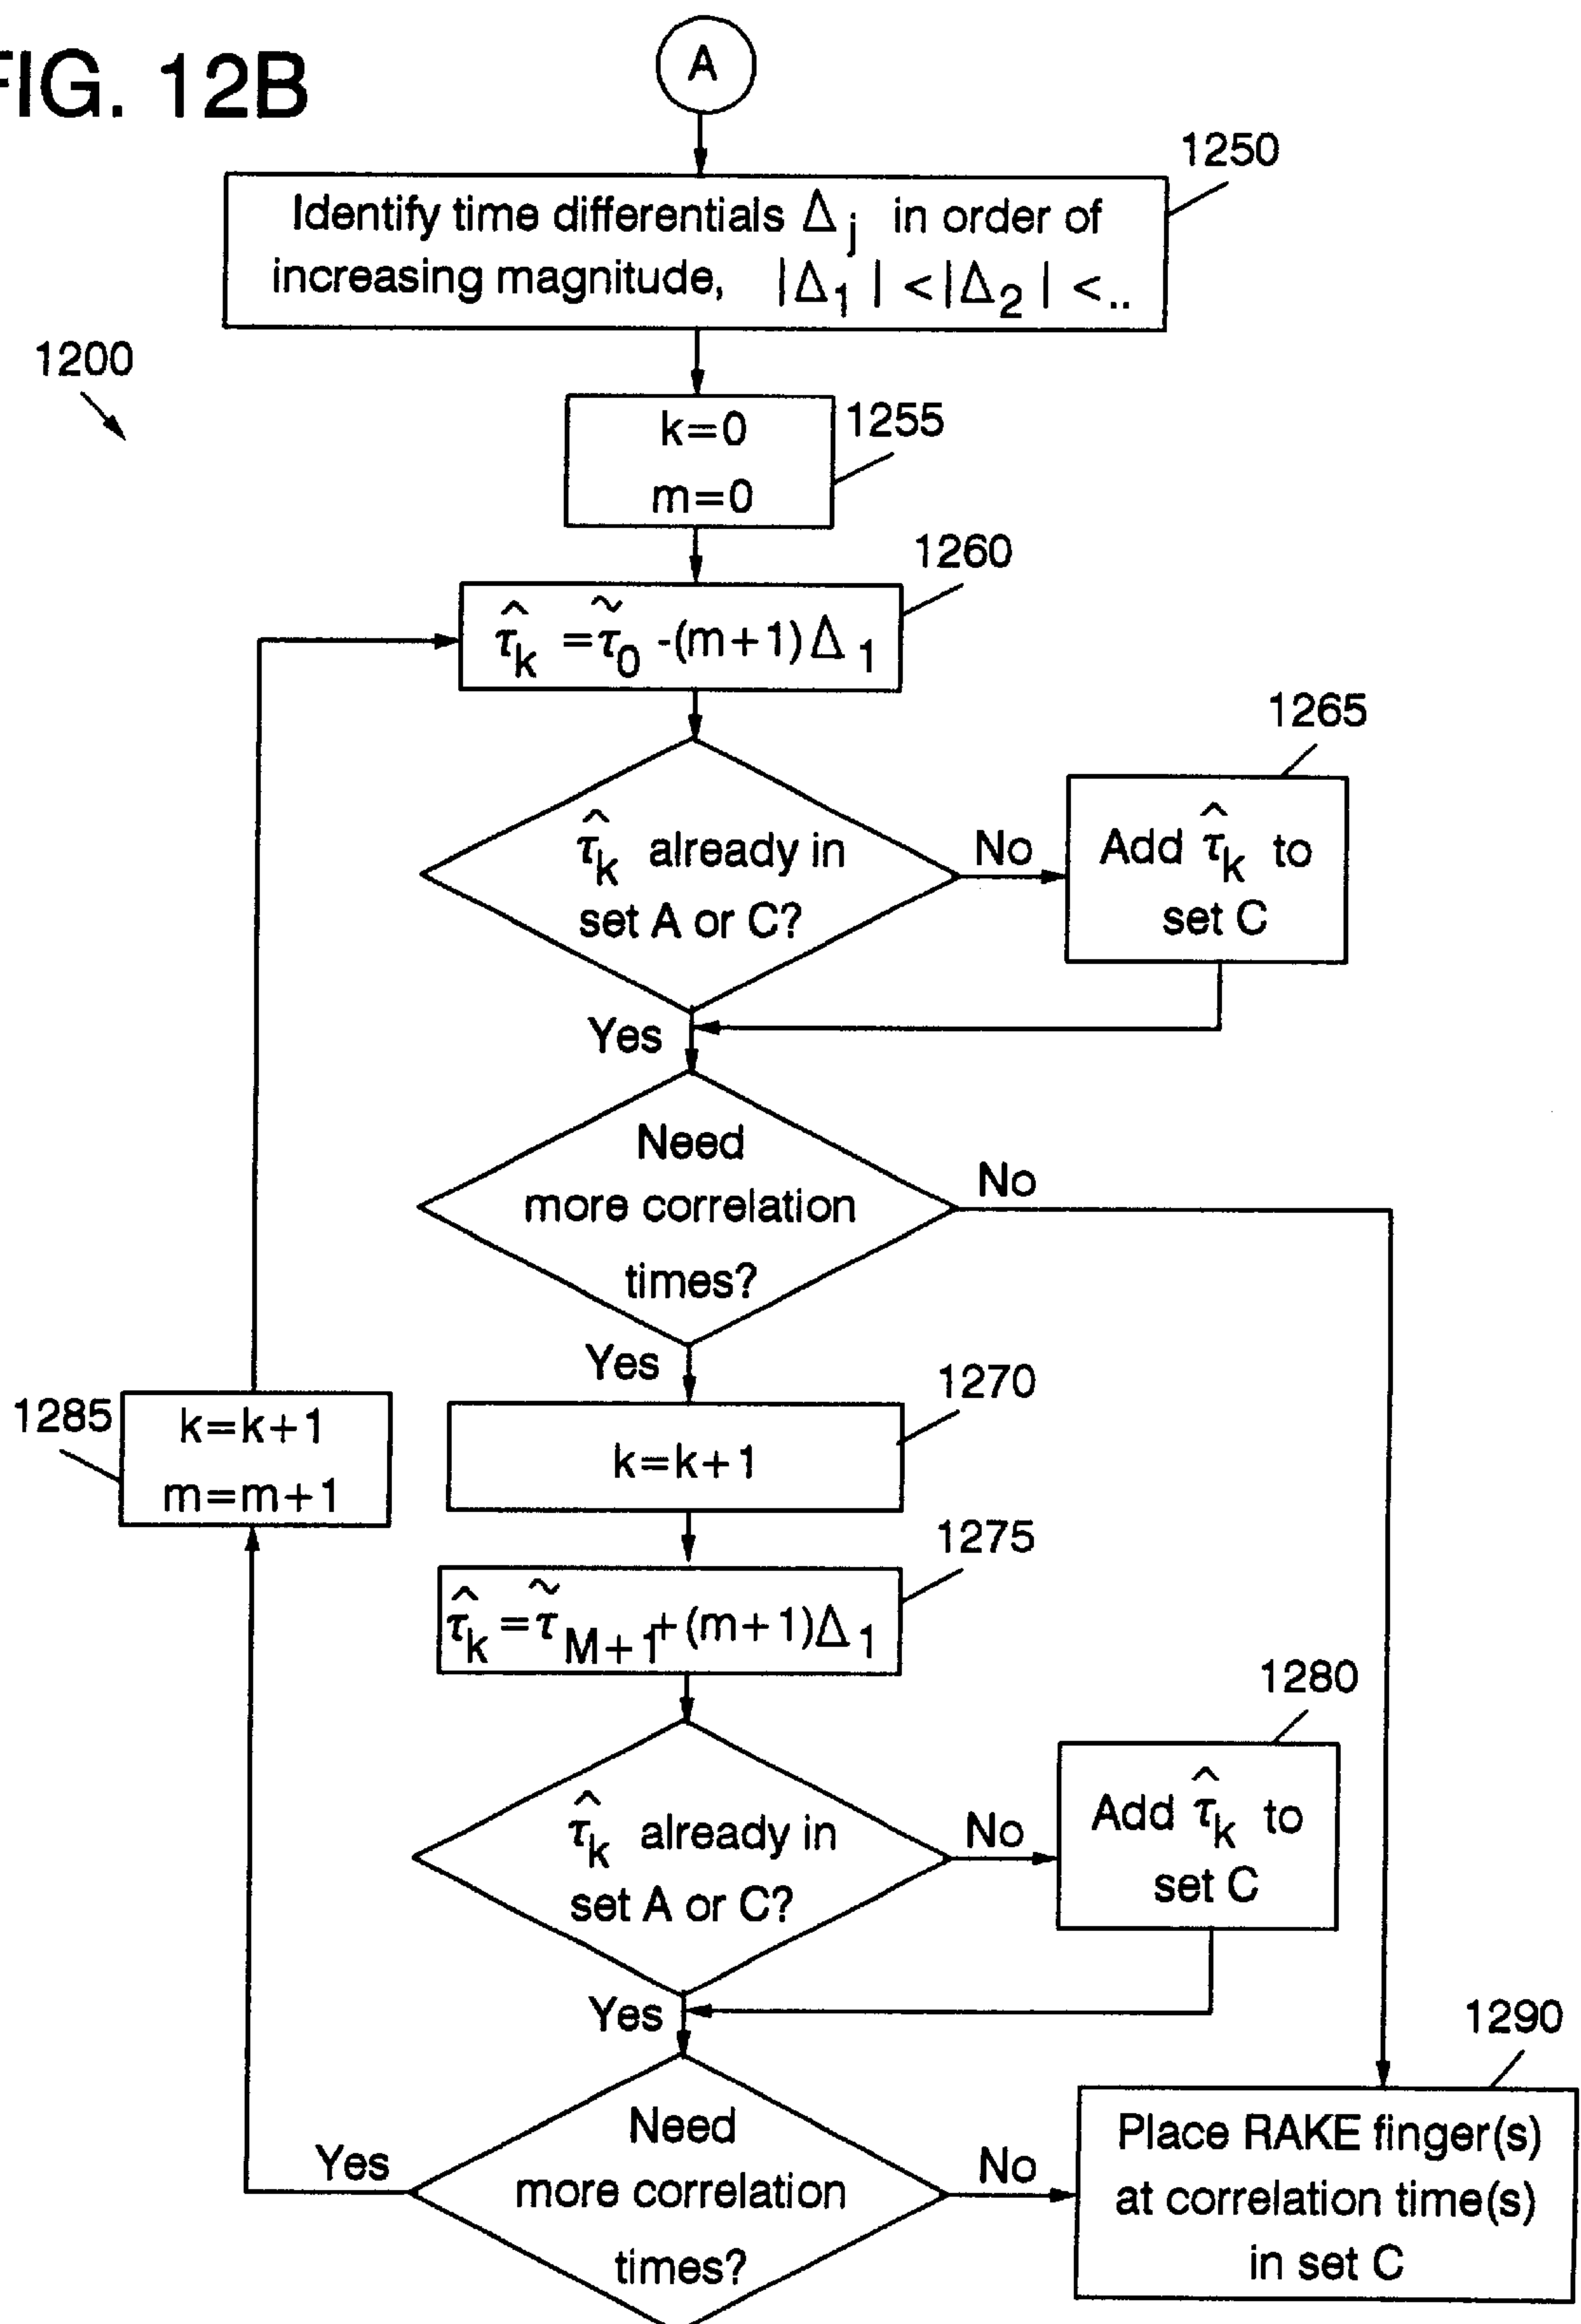 FIG. 12B
A
1250
Identify time differentials Δj in order of
increasing magnitude, |Δ1| < |Δ2| <..
1200
k=0
m=0
1255
1260
τ̂k = τ̃0 -(m+1) Δ1
1265
τ̂k already in
set A or C?
No
Add τ̂k to
set C
Yes
Need
more correlation
times?
No
Yes
1270
k=k+1
1285
k=k+1
m=m+1
1275
τ̂k = τ̃M+1 + (m+1)Δ1
1280
τ̂k already in
set A or C?
No
Add τ̂k to
set C
Yes
1290
Need
more correlation
times?
Yes
No
Place RAKE finger(s)
at correlation time(s)
in set C